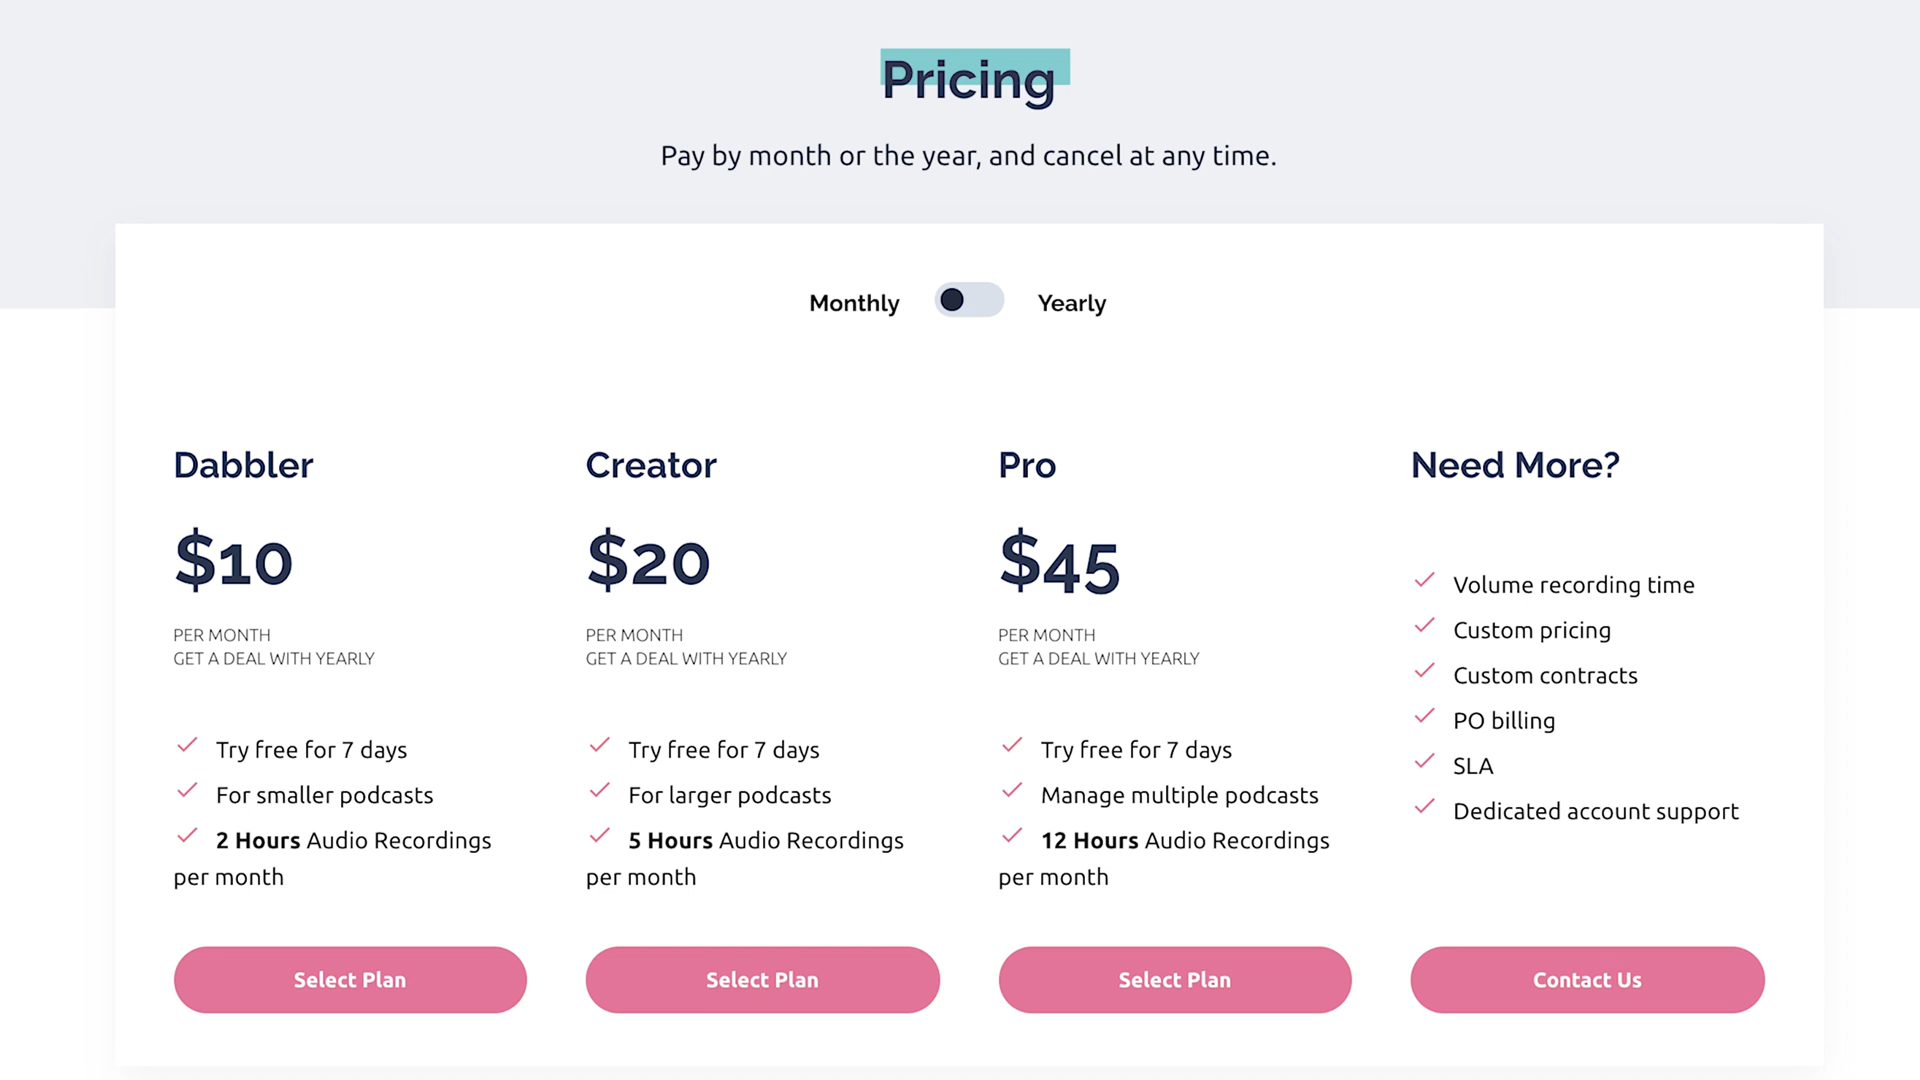 Pricing
Pay by month or the year, and cancel at any time.
Monthly
Yearly
Dabbler
$10
PER MONTH
GET A DEAL WITH YEARLY
Try free for 7 days
For smaller podcasts
2 Hours Audio Recordings
per month
Select Plan
Creator
$20
PER MONTH
GET A DEAL WITH YEARLY
Try free for 7 days
For larger podcasts
5 Hours Audio Recordings
per month
Select Plan
Pro
$45
PER MONTH
GET A DEAL WITH YEARLY
Try free for 7 days
Manage multiple podcasts
12 Hours Audio Recordings
per month
Select Plan
Need More?
Volume recording time
Custom pricing
Custom contracts
PO billing
SLA
Dedicated account support
Contact Us